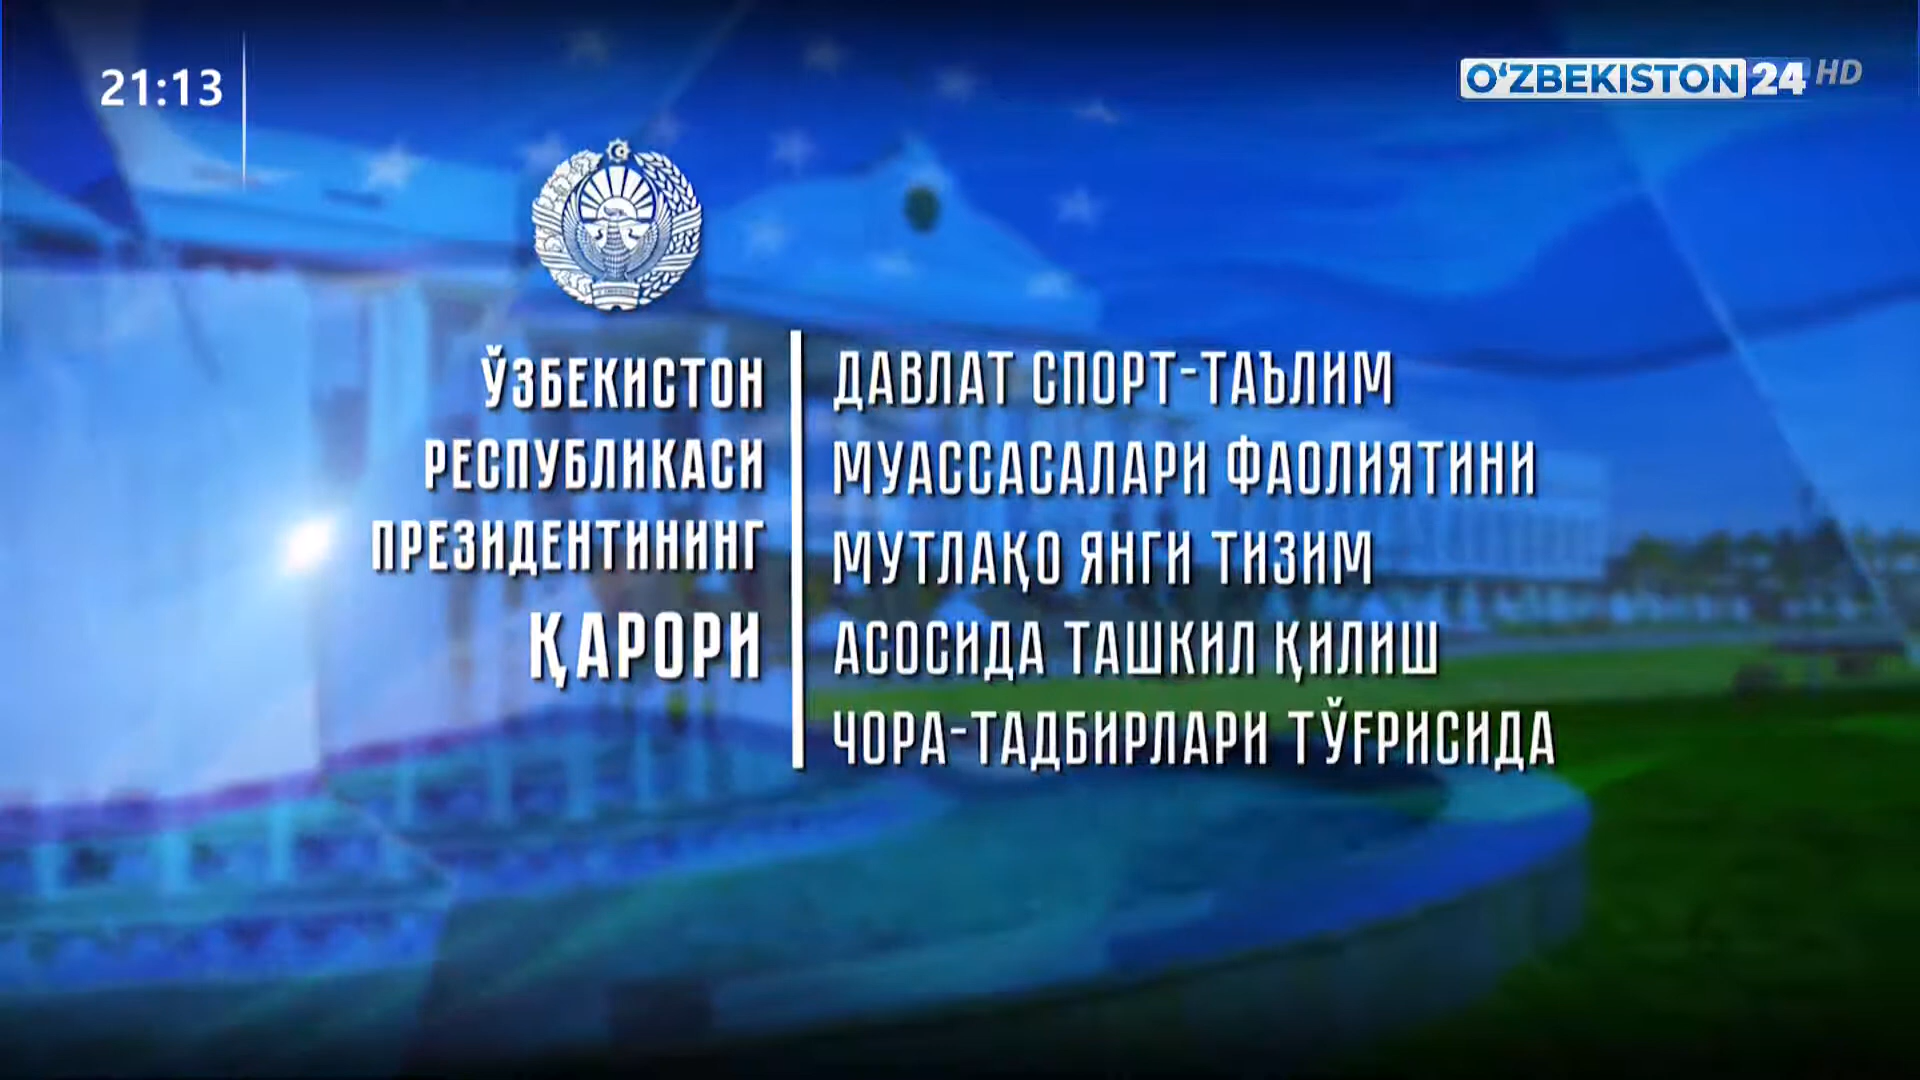 21:13
O‘ZBEKISTON 24 HD
ЎЗБЕКИСТОН
РЕСПУБЛИКАСИ
ПРЕЗИДЕНТИНИНГ
ҚАРОРИ
ДАВЛАТ СПОРТ-ТАЪЛИМ
МУАССАСАЛАРИ ФАОЛИЯТИНИ
МУТЛАҚО ЯНГИ ТИЗИМ
АСОСИДА ТАШКИЛ ҚИЛИШ
ЧОРА-ТАДБИРЛАРИ ТЎҒРИСИДА